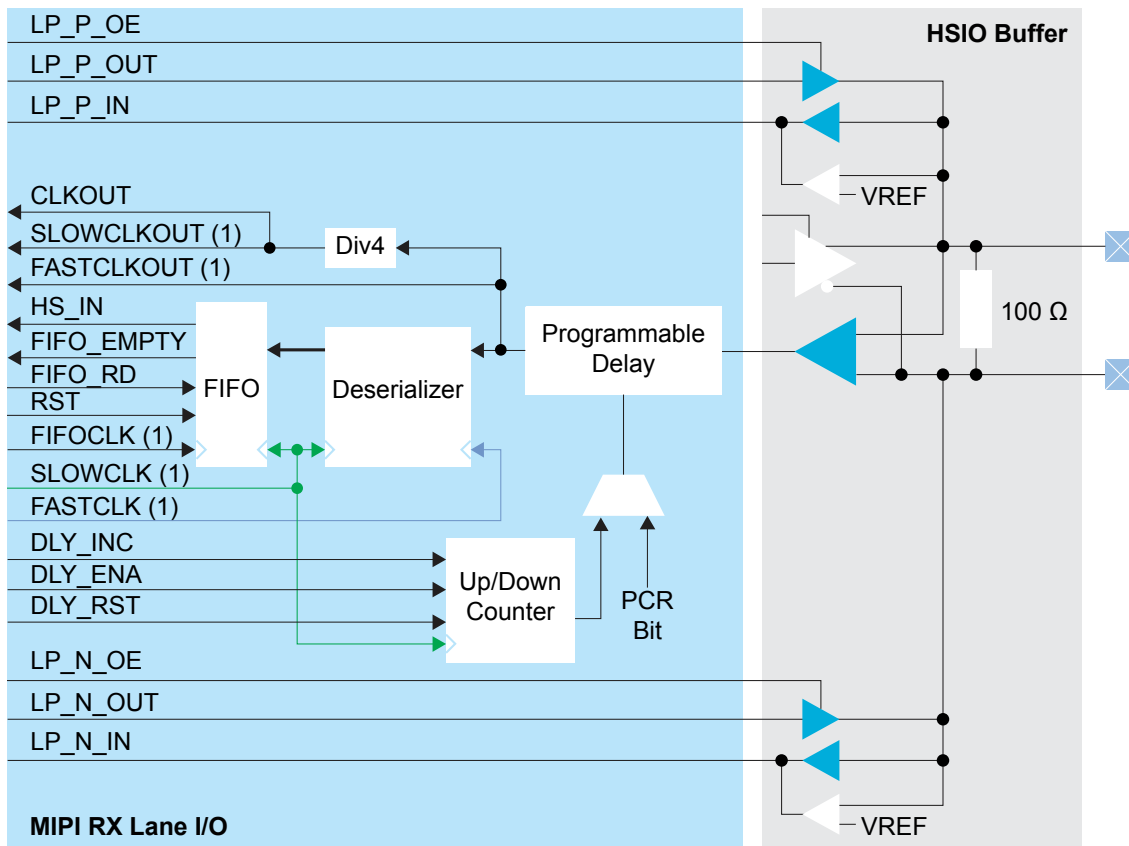 LP_P_OE
HSIO Buffer
LP_P_OUT
LP_P_IN
VREF
CLKOUT
SLOWCLKOUT (1)
Div4
FASTCLKOUT (1)
HS_IN
FIFO_EMPTY
FIFO_RD
RST
FIFOCLK (1)
SLOWCLK (1)
FASTCLK (1)
FIFO
Deserializer
Programmable
Delay
100 Ω
DLY_INC
DLY_ENA
DLY_RST
Up/Down
Counter
PCR
Bit
LP_N_OE
LP_N_OUT
LP_N_IN
VREF
MIPI RX Lane I/O